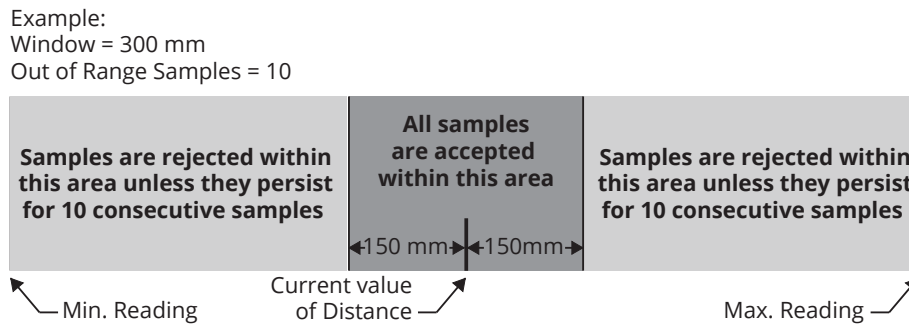 Example:
Window = 300 mm
Out of Range Samples = 10
Samples are rejected within
this area unless they persist
for 10 consecutive samples
All samples
are accepted
within this area
Samples are rejected within
this area unless they persist
for 10 consecutive samples
150 mm
150mm
Min. Reading
Current value
of Distance
Max. Reading